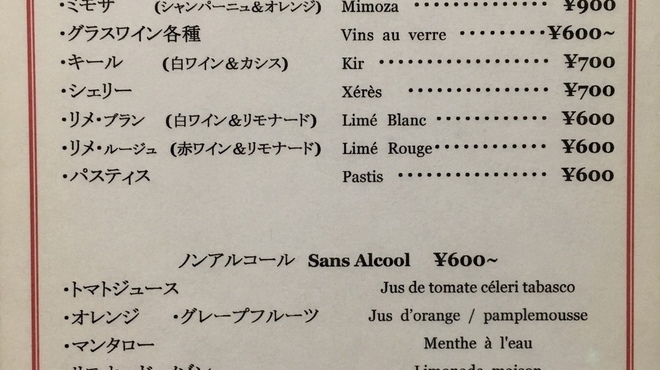 ・ミモザ (シャンパーニュ&オレンジ) Mimoza ・・・・・・・・・・・・・・・ ¥900
・グラスワイン各種 Vins au verre ・・・・・・・・・¥600~
・キール (白ワイン&カシス) Kir ・・・・・・・・・・・・・・・・・・ ¥700
・シェリー Xérès ・・・・・・・・・・・・・・・ ¥700
・リメ・ブラン (白ワイン&リモナード) Limé Blanc ・・・・・・・・・・・・ ¥600
・リメ・ルージュ (赤ワイン&リモナード) Limé Rouge・・・・・・・・・・・・ ¥600
・パスティス Pastis ・・・・・・・・・・・・・・・・ ¥600
ノンアルコール Sans Alcool ¥600~
・トマトジュース Jus de tomate céleri tabasco
・オレンジ ・グレープフルーツ Jus d'orange / pamplemousse
・マンタロー Menthe à l'eau
Limonade maison